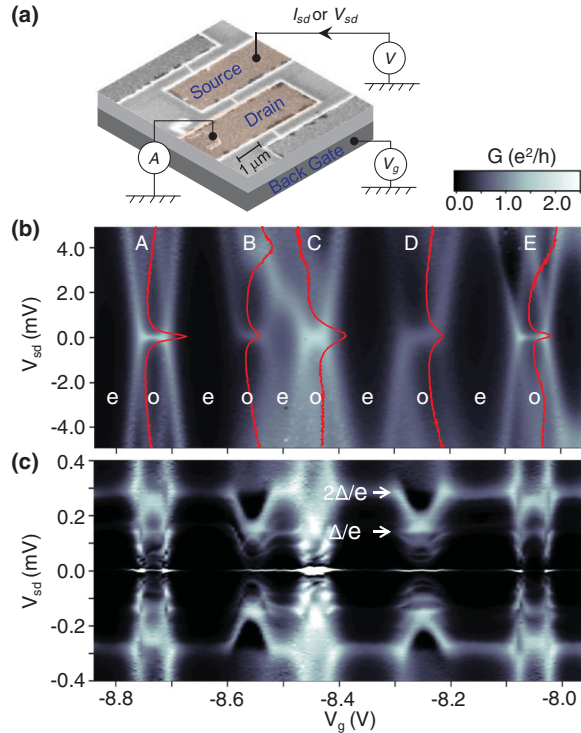 (a)
I_sd or V_sd
V
Source
Drain
A
1 μm
Back Gate
V_g
G (e²/h)
0.0 1.0 2.0
(b)
A B C D E
4.0
2.0
0.0
-2.0
-4.0
V_sd (mV)
e o e o e o e o e o
(c)
0.4
0.2
0.0
-0.2
-0.4
V_sd (mV)
2Δ/e
Δ/e
-8.8 -8.6 -8.4 -8.2 -8.0
V_g (V)